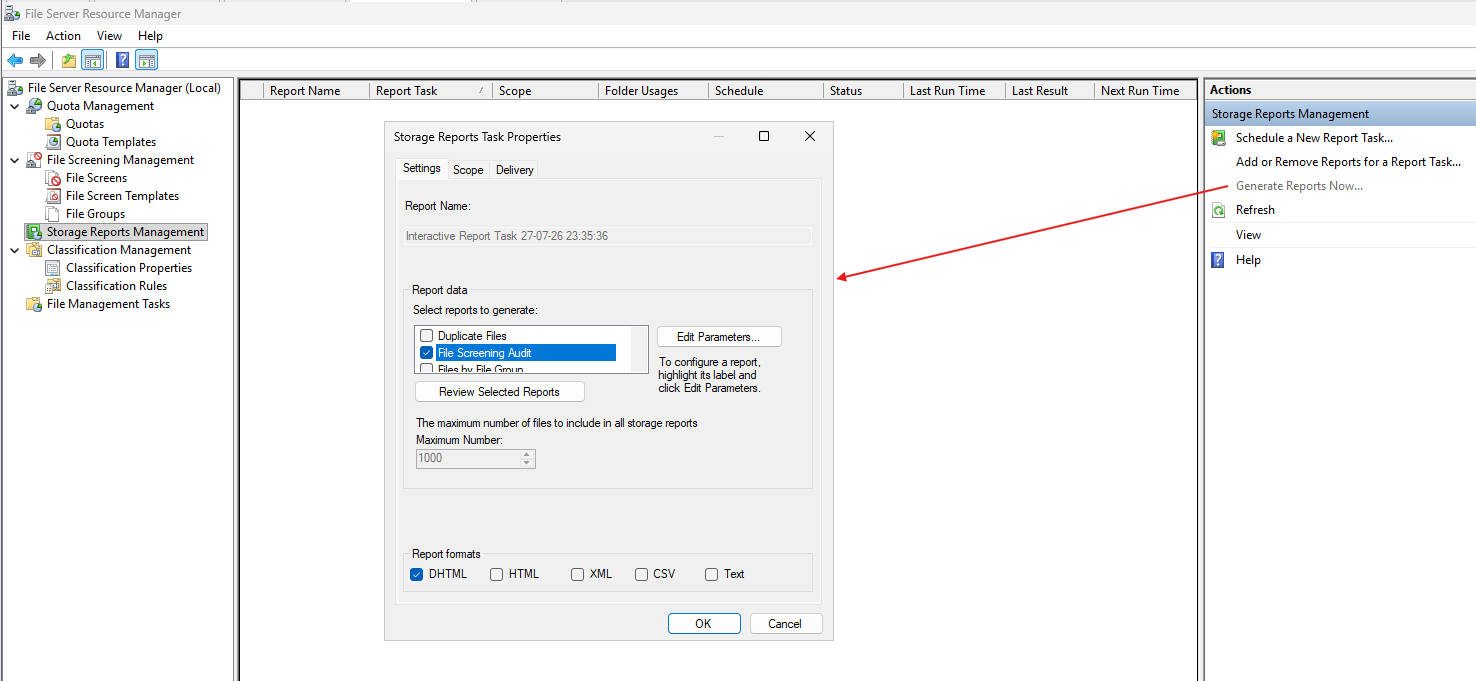 File Server Resource Manager
File Action View Help
File Server Resource Manager (Local)
Quota Management
Quotas
Quota Templates
File Screening Management
File Screens
File Screen Templates
File Groups
Storage Reports Management
Classification Management
Classification Properties
Classification Rules
File Management Tasks
Report Name Report Task Scope Folder Usages Schedule Status Last Run Time Last Result Next Run Time
Storage Reports Task Properties
Settings Scope Delivery
Report Name:
Interactive Report Task 27-07-26 23:35:36
Report data
Select reports to generate:
Duplicate Files
File Screening Audit
Files by File Group
Edit Parameters...
To configure a report,
highlight its label and
click Edit Parameters.
Review Selected Reports
The maximum number of files to include in all storage reports
Maximum Number:
1000
Report formats
DHTML HTML XML CSV Text
OK Cancel
Actions
Storage Reports Management
Schedule a New Report Task...
Add or Remove Reports for a Report Task...
Generate Reports Now...
Refresh
View
Help